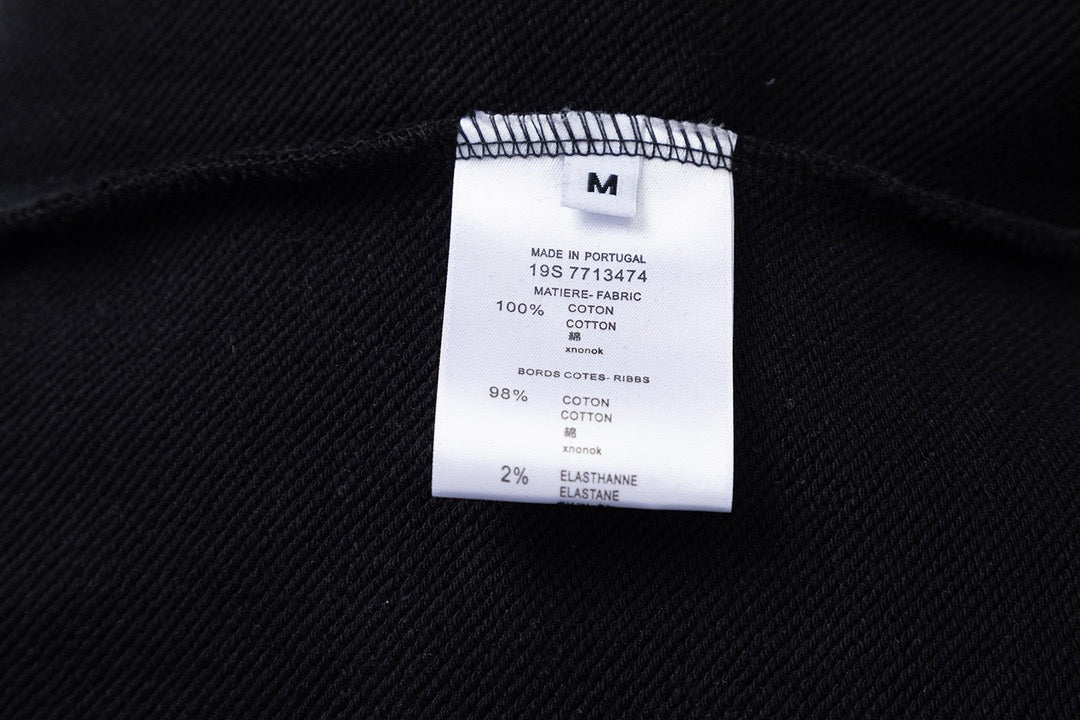 M
MADE IN PORTUGAL
19S 7713474
MATIERE- FABRIC
100% COTON
COTTON
綿
xnonok
BORDS COTES- RIBBS
98% COTON
COTTON
綿
xnonok
2% ELASTHANNE
ELASTANE